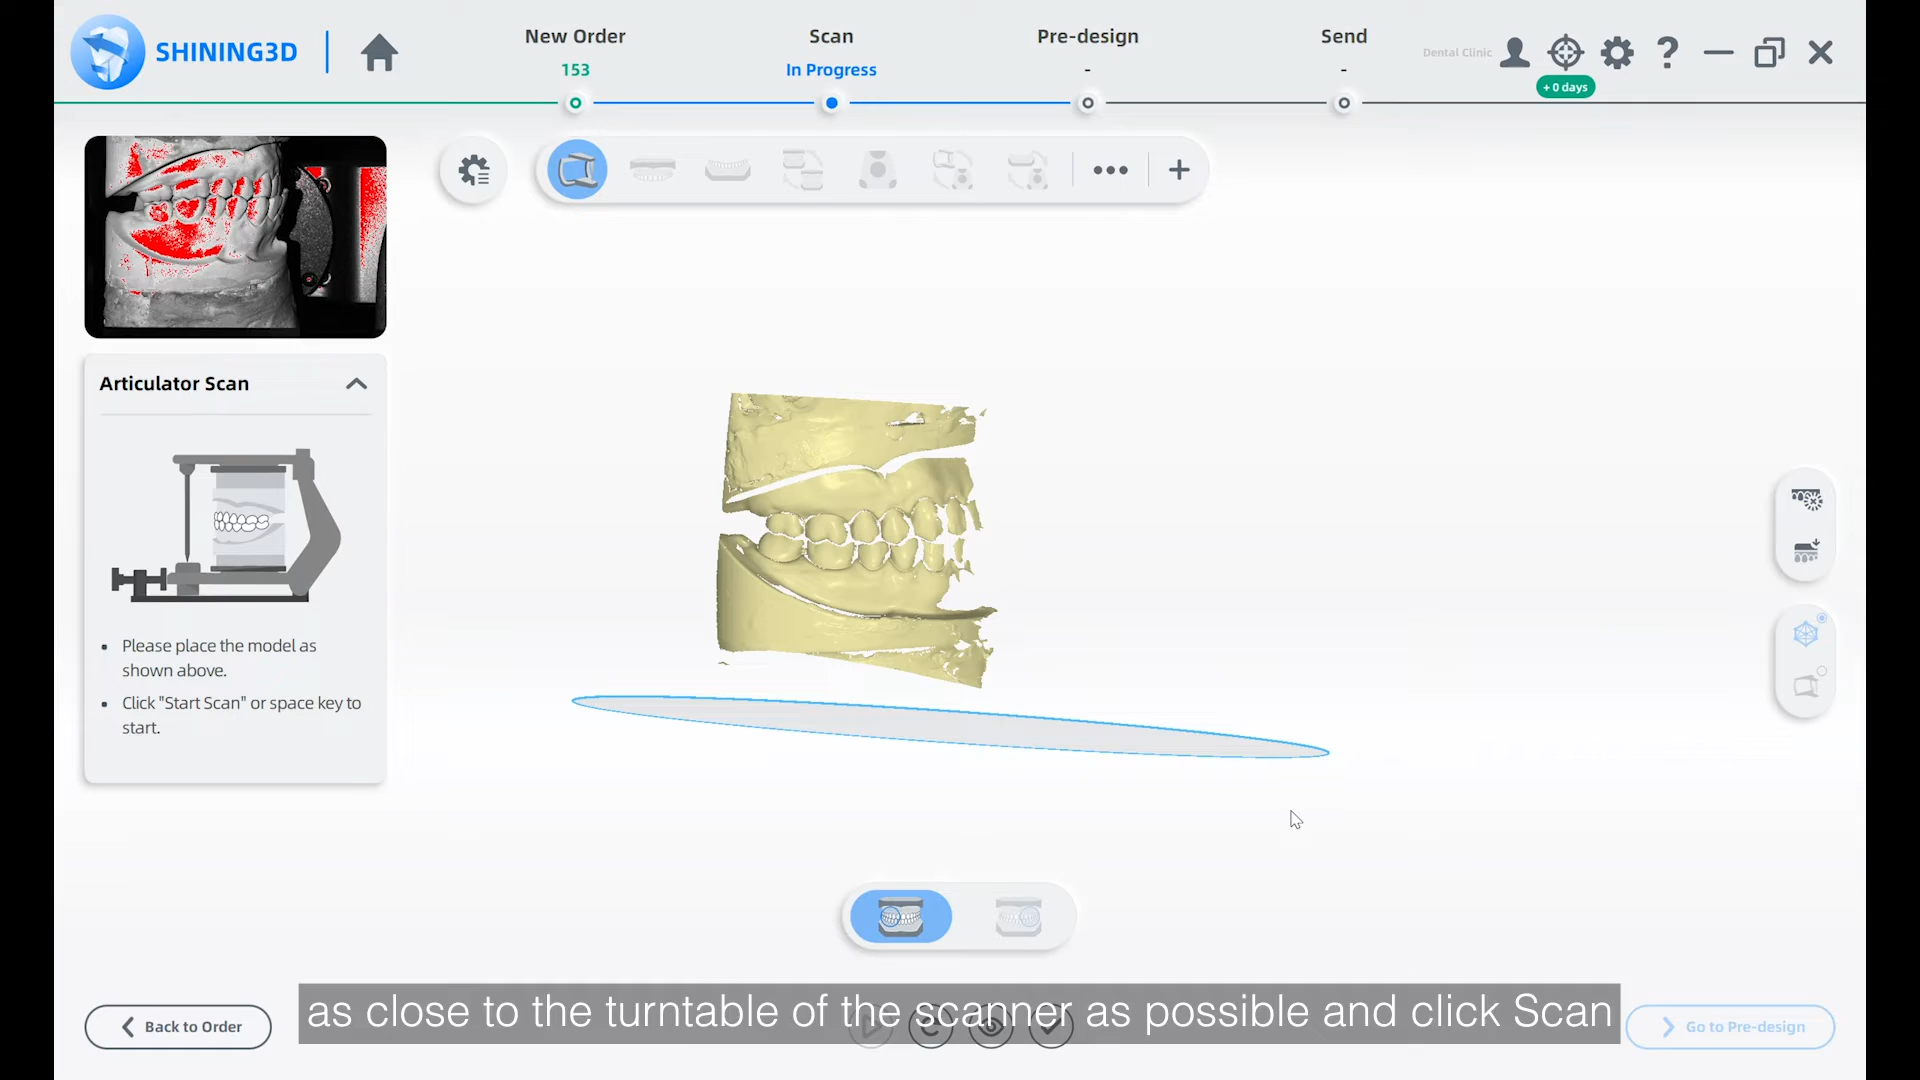 SHINING3D
New Order
153
Scan
In Progress
Pre-design
-
Send
-
Dental Clinic
?
+ 0 days
Articulator Scan
• Please place the model as
shown above.
• Click "Start Scan" or space key to
start.
Back to Order
as close to the turntable of the scanner as possible and click Scan
Go to Pre-design